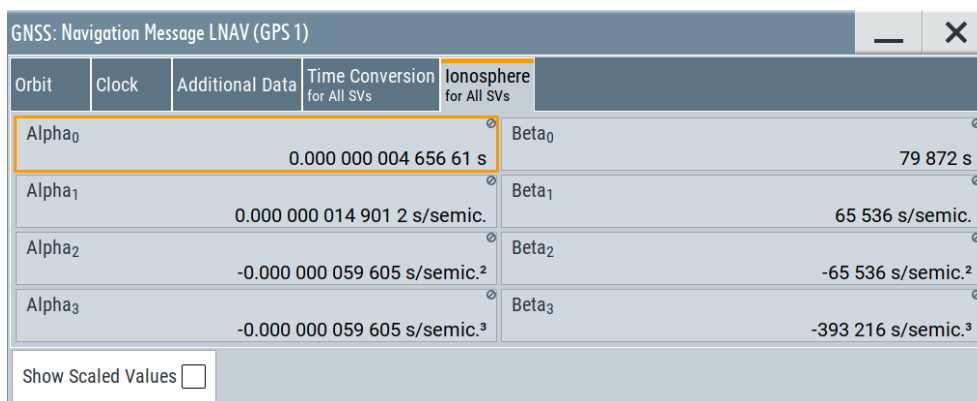 GNSS: Navigation Message LNAV (GPS 1)
Orbit Clock Additional Data Time Conversion for All SVs Ionosphere for All SVs
Alpha₀ 0.000 000 004 656 61 s Beta₀ 79 872 s
Alpha₁ 0.000 000 014 901 2 s/semic. Beta₁ 65 536 s/semic.
Alpha₂ -0.000 000 059 605 s/semic.² Beta₂ -65 536 s/semic.²
Alpha₃ -0.000 000 059 605 s/semic.³ Beta₃ -393 216 s/semic.³
Show Scaled Values